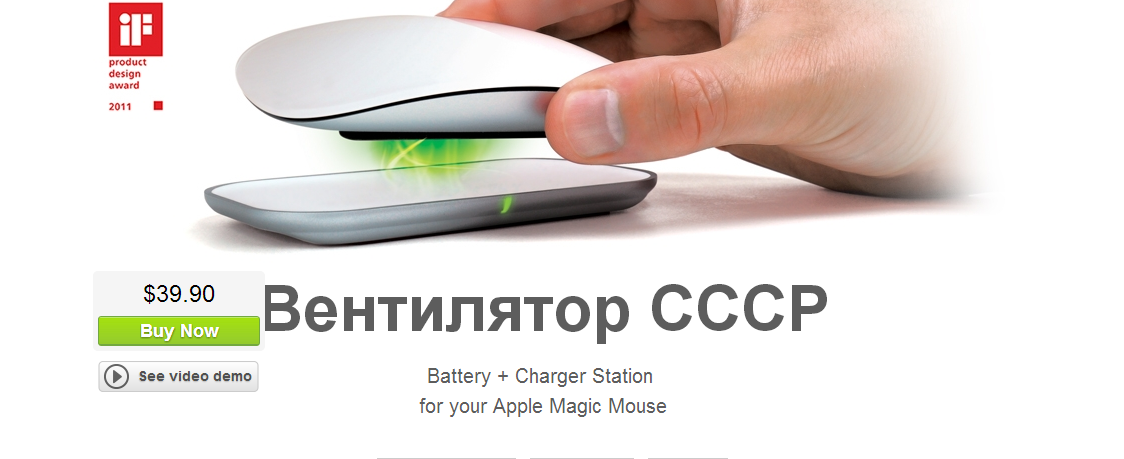 iF
product
design
award
2011
$39.90
Вентилятор СССР
Buy Now
See video demo
Battery + Charger Station
for your Apple Magic Mouse